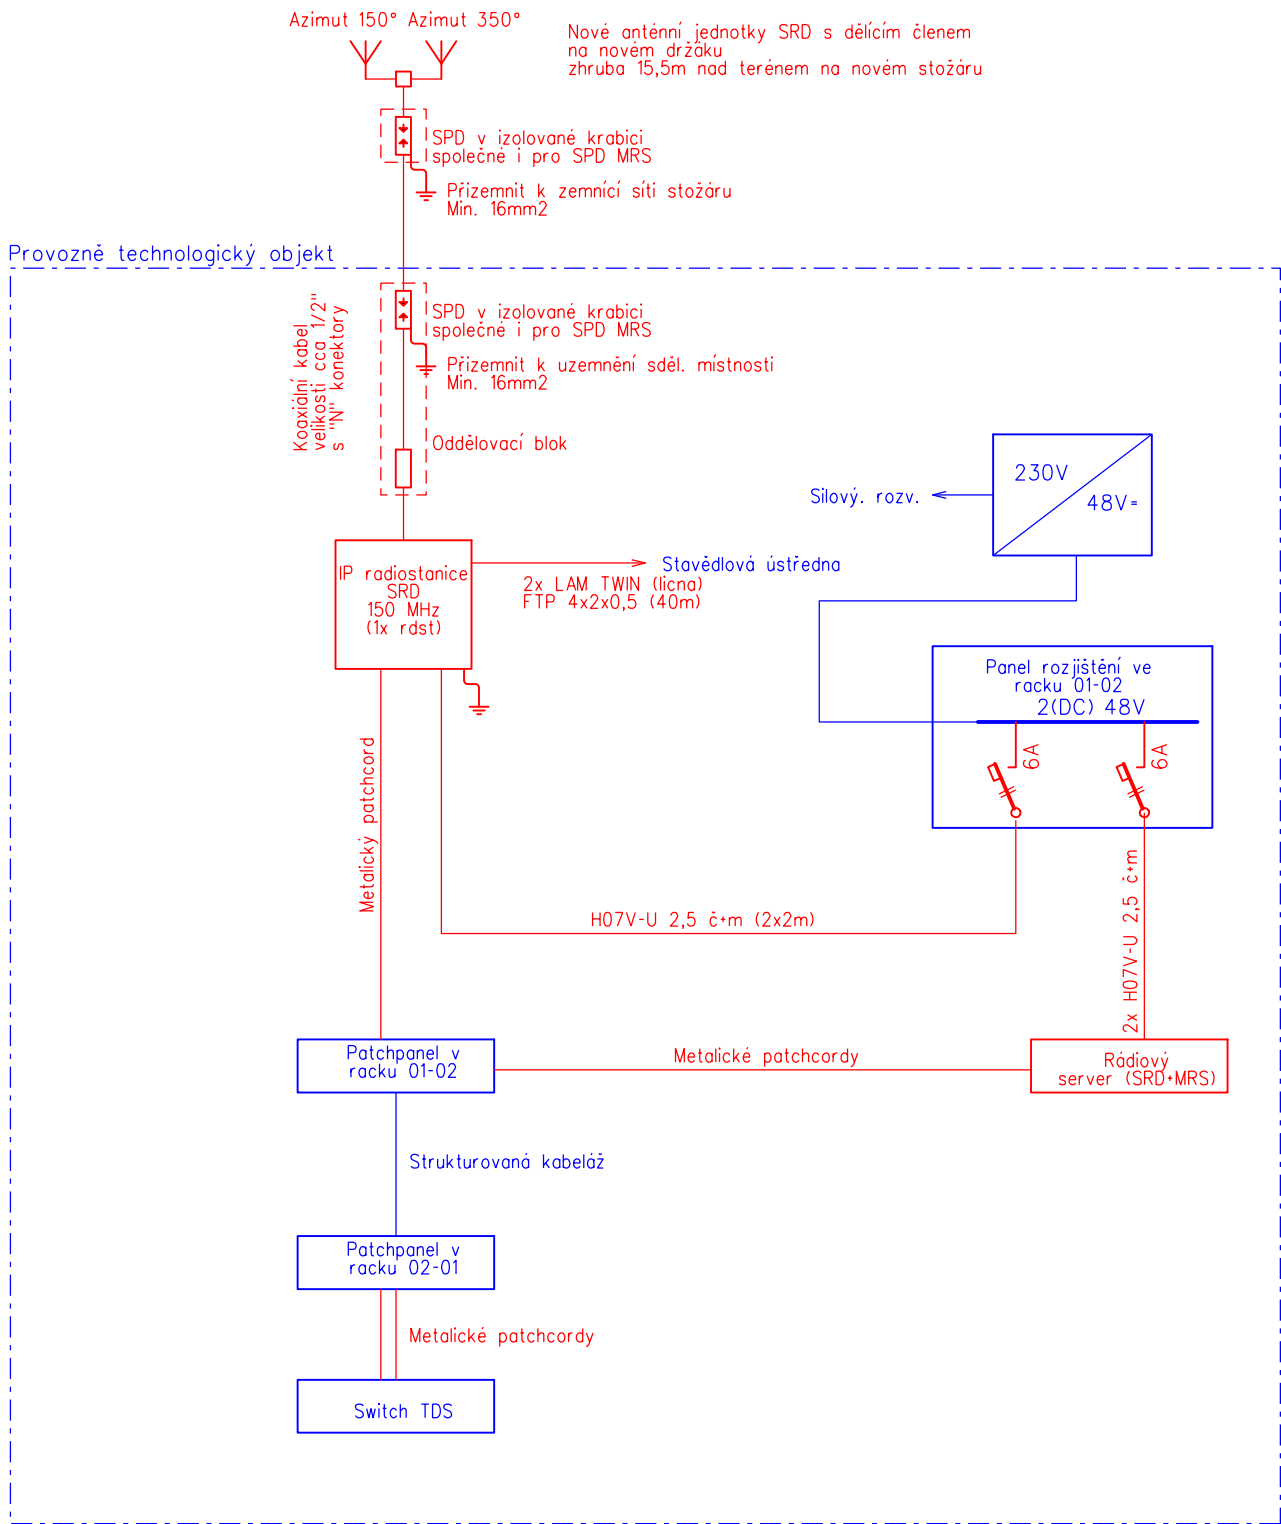 Azimut 150° Azimut 350°
Nové anténní jednotky SRD s dělícím členem
na novém držáku
zhruba 15,5m nad terénem na novém stožáru
SPD v izolované krabici
společné i pro SPD MRS
Přizemnit k zemnící síti stožáru
Min. 16mm2
Provozně technologický objekt
Koaxiální kabel
velikosti cca 1/2"
s "N" konektory
SPD v izolované krabici
společné i pro SPD MRS
Přizemnit k uzemnění sděl. místnosti
Min. 16mm2
Oddělovací blok
230V
48V=
Silový. rozv.
IP radiostanice
SRD
150 MHz
(1x rdst)
Stavědlová ústředna
2x LAM TWIN (licna)
FTP 4x2x0,5 (40m)
Panel rozjištění ve
racku 01-02
2(DC) 48V
6A
6A
Metalický patchcord
H07V-U 2,5 č+m (2x2m)
2x H07V-U 2,5 č+m
Patchpanel v
racku 01-02
Metalické patchcordy
Rádiový
server (SRD+MRS)
Strukturovaná kabeláž
Patchpanel v
racku 02-01
Metalické patchcordy
Switch TDS